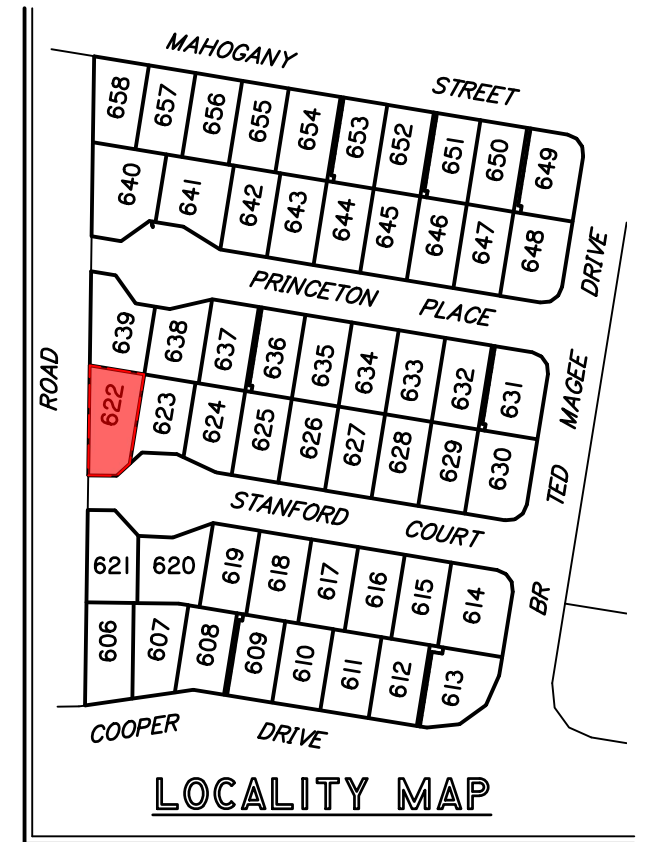 MAHOGANY STREET
658 657 656 655 654 653 652 651 650 649
640 641 642 643 644 645 646 647 648
DRIVE
PRINCETON PLACE
639 638 637 636 635 634 633 632 631
ROAD
MAGEE
622 623 624 625 626 627 628 629 630
TED
STANFORD COURT
621 620 619 618 617 616 615 614
BR
606 607 608 609 610 611 612 613
COOPER DRIVE
LOCALITY MAP